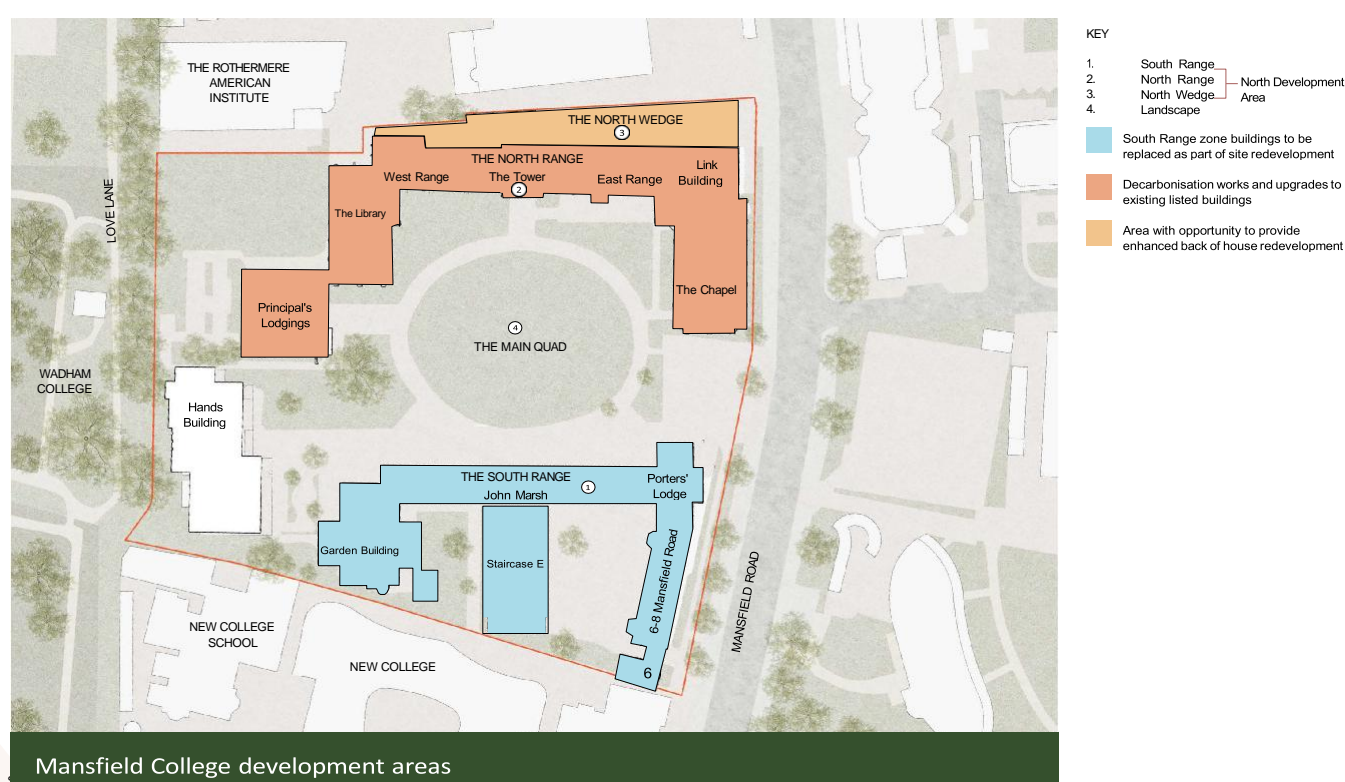 THE ROTHERMERE
AMERICAN
INSTITUTE
THE NORTH WEDGE
3
THE NORTH RANGE
West Range
The Tower
2
East Range
Link
Building
The Library
LOVE LANE
Principal's
Lodgings
The Chapel
4
THE MAIN QUAD
WADHAM
COLLEGE
Hands
Building
THE SOUTH RANGE
John Marsh
1
Porters'
Lodge
Garden Building
Staircase E
6-8 Mansfield Road
6
MANSFIELD ROAD
NEW COLLEGE
SCHOOL
NEW COLLEGE
KEY
1. South Range
2. North Range
3. North Wedge
4. Landscape
North Development
Area
South Range zone buildings to be
replaced as part of site redevelopment
Decarbonisation works and upgrades to
existing listed buildings
Area with opportunity to provide
enhanced back of house redevelopment
Mansfield College development areas